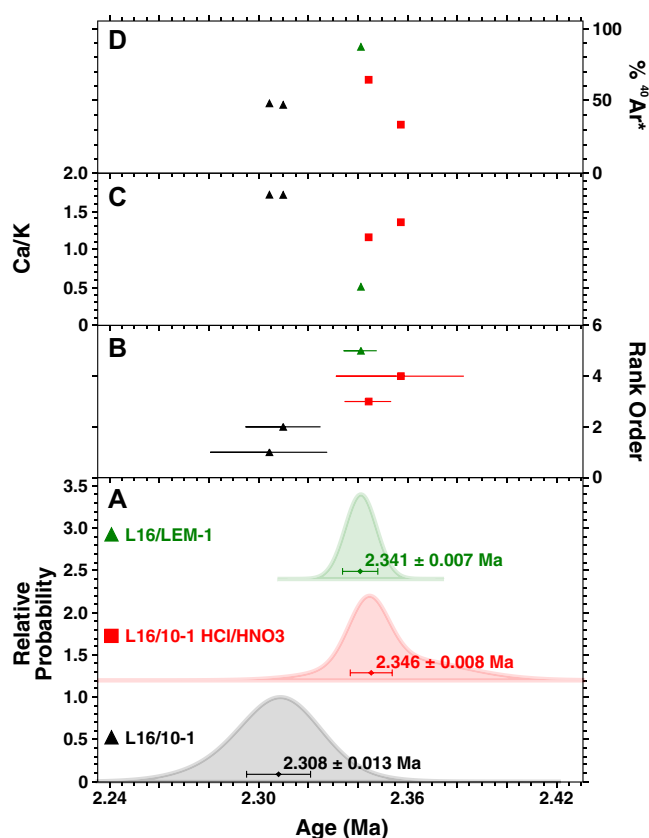 D
100
50
0
% ⁴⁰Ar*
C
2.0
1.5
1.0
0.5
0
Ca/K
B
6
4
2
0
Rank Order
A
3.5
3.0
2.5
2.0
1.5
1.0
0.5
0
Relative
Probability
L16/LEM-1
2.341 ± 0.007 Ma
L16/10-1 HCl/HNO3
2.346 ± 0.008 Ma
L16/10-1
2.308 ± 0.013 Ma
2.24 2.30 2.36 2.42
Age (Ma)